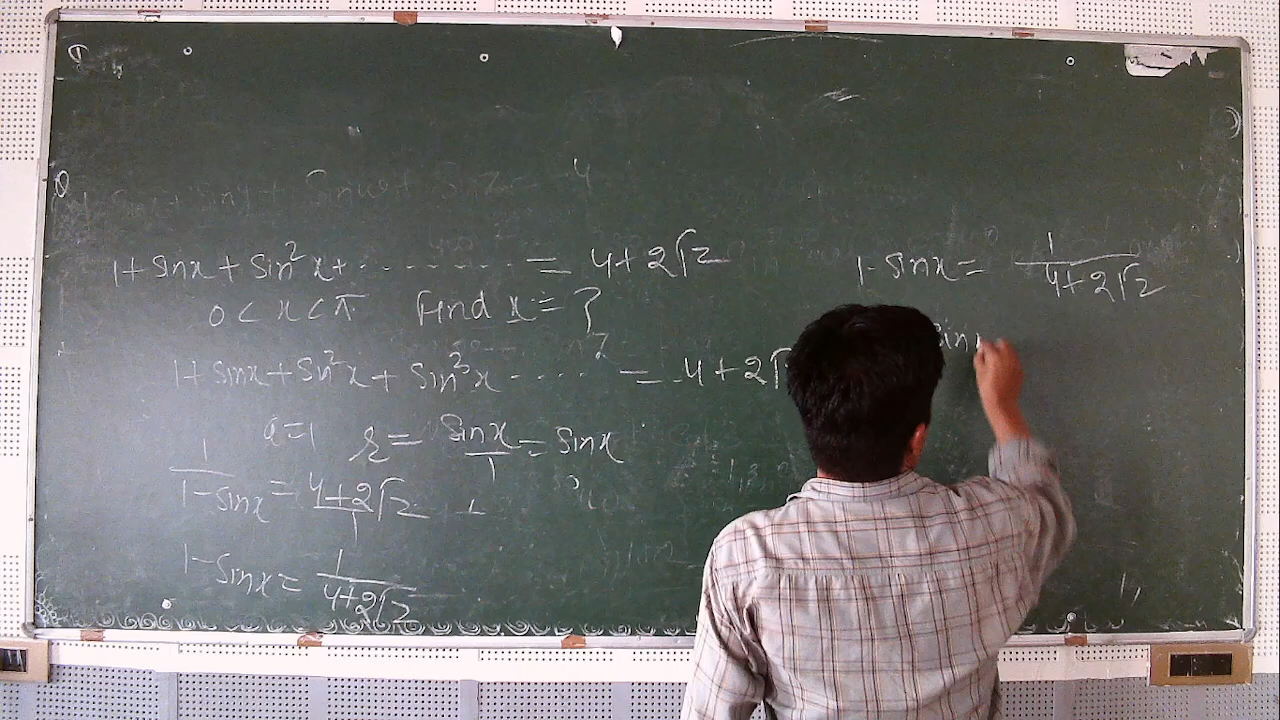 1+sinx+sin²x+.......... = 4+2√2
0<x<π find x=?
1+sinx+sin²x+sin³x..... = 4+2√
a=1 r= sinx/1 = sinx
1/1-sinx = 4+2√2/1
1-sinx= 1/4+2√2
1-sinx= 1/4+2√2
sinx